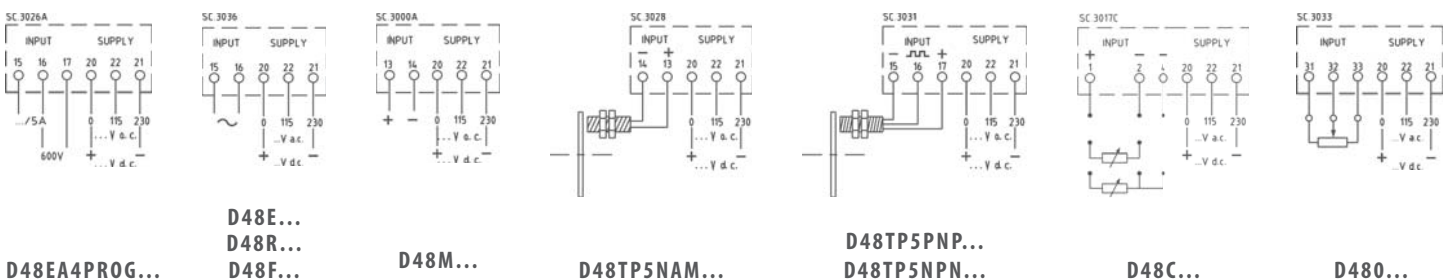 SC.3026A
INPUT SUPPLY
15 16 17 20 22 21
.../5A 0 115 230
...V a.c.
600V
+ ...V d.c. −
D48EA4PROG...
SC 3036
INPUT SUPPLY
15 16 20 22 21
~ 0 115 230
...V a.c.
+ ...V d.c. −
D48E...
D48R...
D48F...
SC.3000A
INPUT SUPPLY
13 14 20 22 21
+ − 0 115 230
...V a.c.
+ ...V d.c. −
D48M...
SC 3028
INPUT SUPPLY
− +
14 13 20 22 21
0 115 230
...V a.c.
+ ...V d.c. −
D48TP5NAM...
SC 3031
INPUT SUPPLY
− +
15 16 17 20 22 21
0 115 230
...V a.c.
+ ...V d.c. −
D48TP5PNP...
D48TP5NPN...
SC 3017C
INPUT SUPPLY
+ − −
1 2 4 20 22 21
0 115 230
...V a.c.
+ ...V d.c. −
D48C...
SC 3033
INPUT SUPPLY
31 32 33 20 22 21
0 115 230
...V a.c.
+ ...V d.c. −
D480...